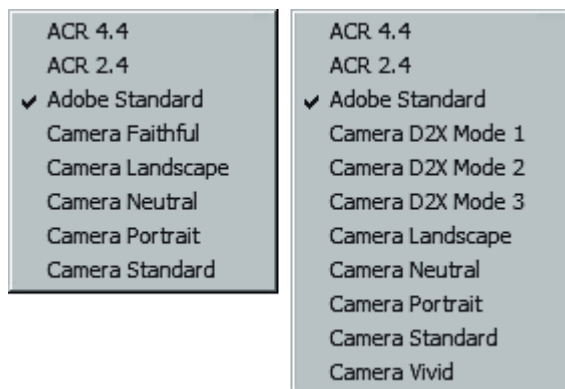 ACR 4.4
ACR 2.4
Adobe Standard
Camera Faithful
Camera Landscape
Camera Neutral
Camera Portrait
Camera Standard
ACR 4.4
ACR 2.4
Adobe Standard
Camera D2X Mode 1
Camera D2X Mode 2
Camera D2X Mode 3
Camera Landscape
Camera Neutral
Camera Portrait
Camera Standard
Camera Vivid